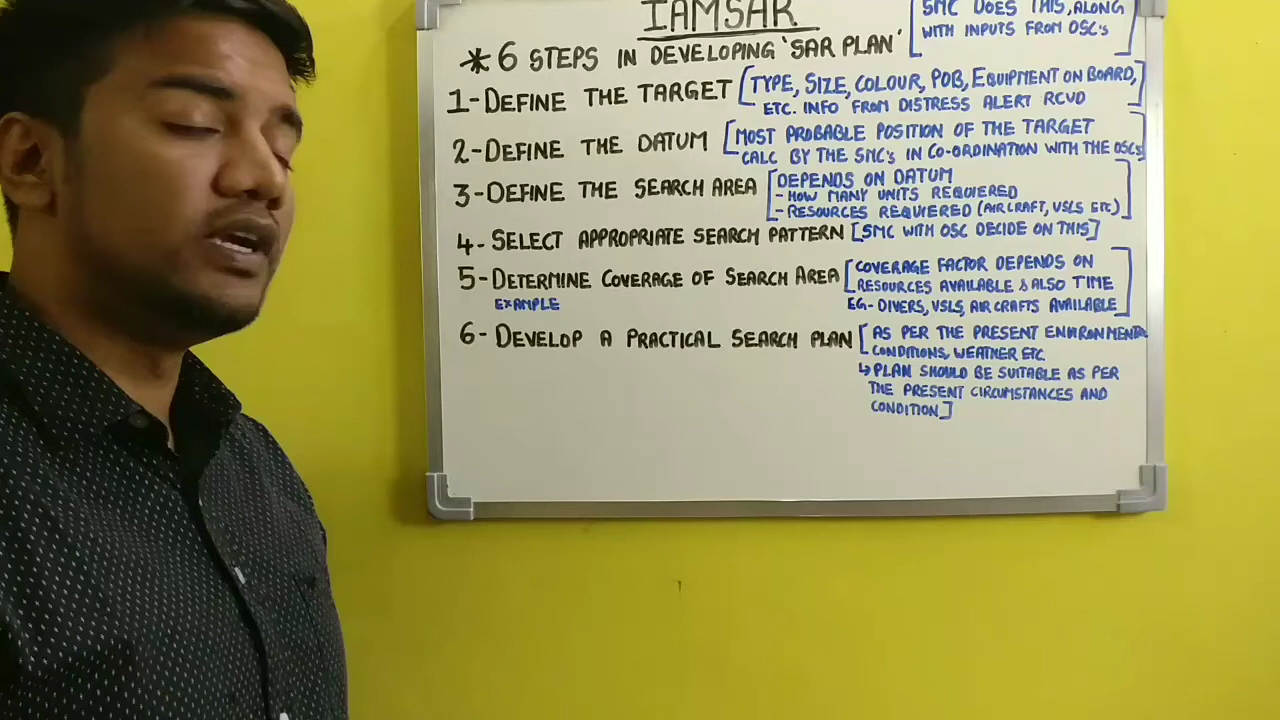 IAMSAR
[SMC DOES THIS, ALONG
WITH INPUTS FROM OSC's]
* 6 STEPS IN DEVELOPING 'SAR PLAN'
1-DEFINE THE TARGET [TYPE, SIZE, COLOUR, POB, EQUIPMENT ON BOARD,
ETC. INFO FROM DISTRESS ALERT RCVD]
2-DEFINE THE DATUM [MOST PROBABLE POSITION OF THE TARGET
CALC BY THE SMC's IN CO-ORDINATION WITH THE OSCs]
3-DEFINE THE SEARCH AREA [DEPENDS ON DATUM
- HOW MANY UNITS REQUIERED
- RESOURCES REQUIERED (AIRCRAFT, VSLS ETC)]
4- SELECT APPROPRIATE SEARCH PATTERN [SMC WITH OSC DECIDE ON THIS]
5-DETERMINE COVERAGE OF SEARCH AREA [COVERAGE FACTOR DEPENDS ON
RESOURCES AVAILABLE & ALSO TIME
EXAMPLE
EG- DIVERS, VSLS, AIRCRAFTS AVAILABLE]
6- DEVELOP A PRACTICAL SEARCH PLAN [AS PER THE PRESENT ENVIRONMENTAL
CONDITIONS, WEATHER ETC.
↳ PLAN SHOULD BE SUITABLE AS PER
THE PRESENT CIRCUMSTANCES AND
CONDITION]